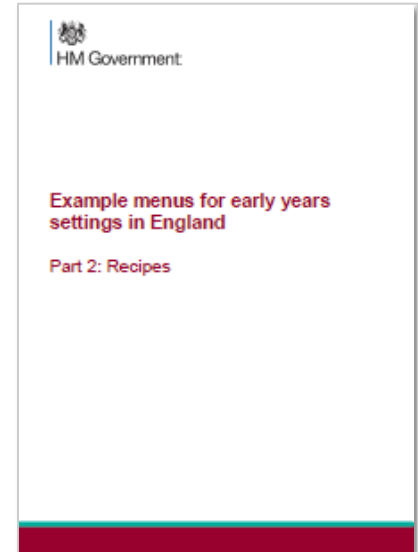 HM Government
Example menus for early years
settings in England
Part 2: Recipes